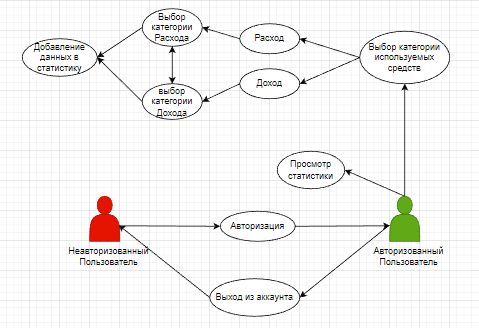 Выбор
категории
Расхода
Расход
Добавление
данных в
статистику
Выбор категории
используемых
средств
Доход
выбор
категории
Дохода
Просмотр
статистики
Авторизация
Неавторизованный
Пользователь
Авторизованный
Пользователь
Выход из аккаунта